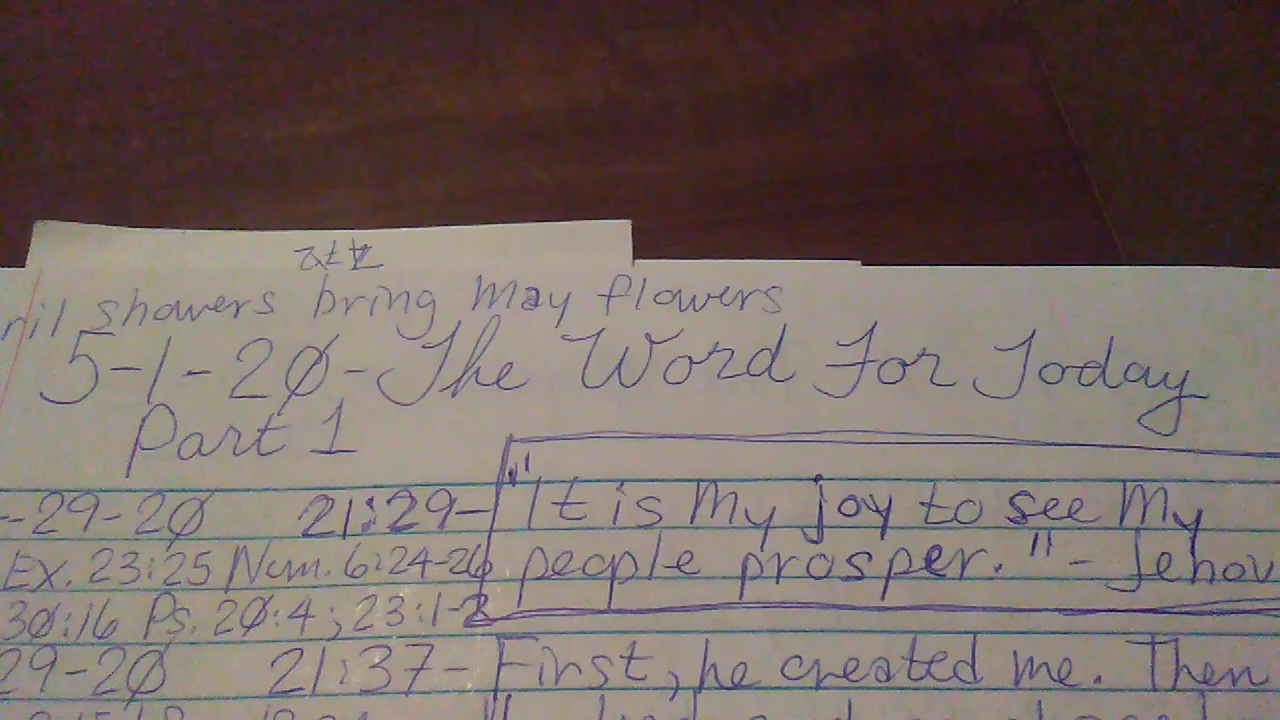 ril showers bring may flowers
5-1-20-The Word For Today
Part 1
-29-20 21:29- "It is My joy to see My
Ex. 23:25 Num. 6:24-26 people prosper." - Jehov
30:16 Ps. 20:4; 23:1-2
29-20 21:37- First, he created me. Then